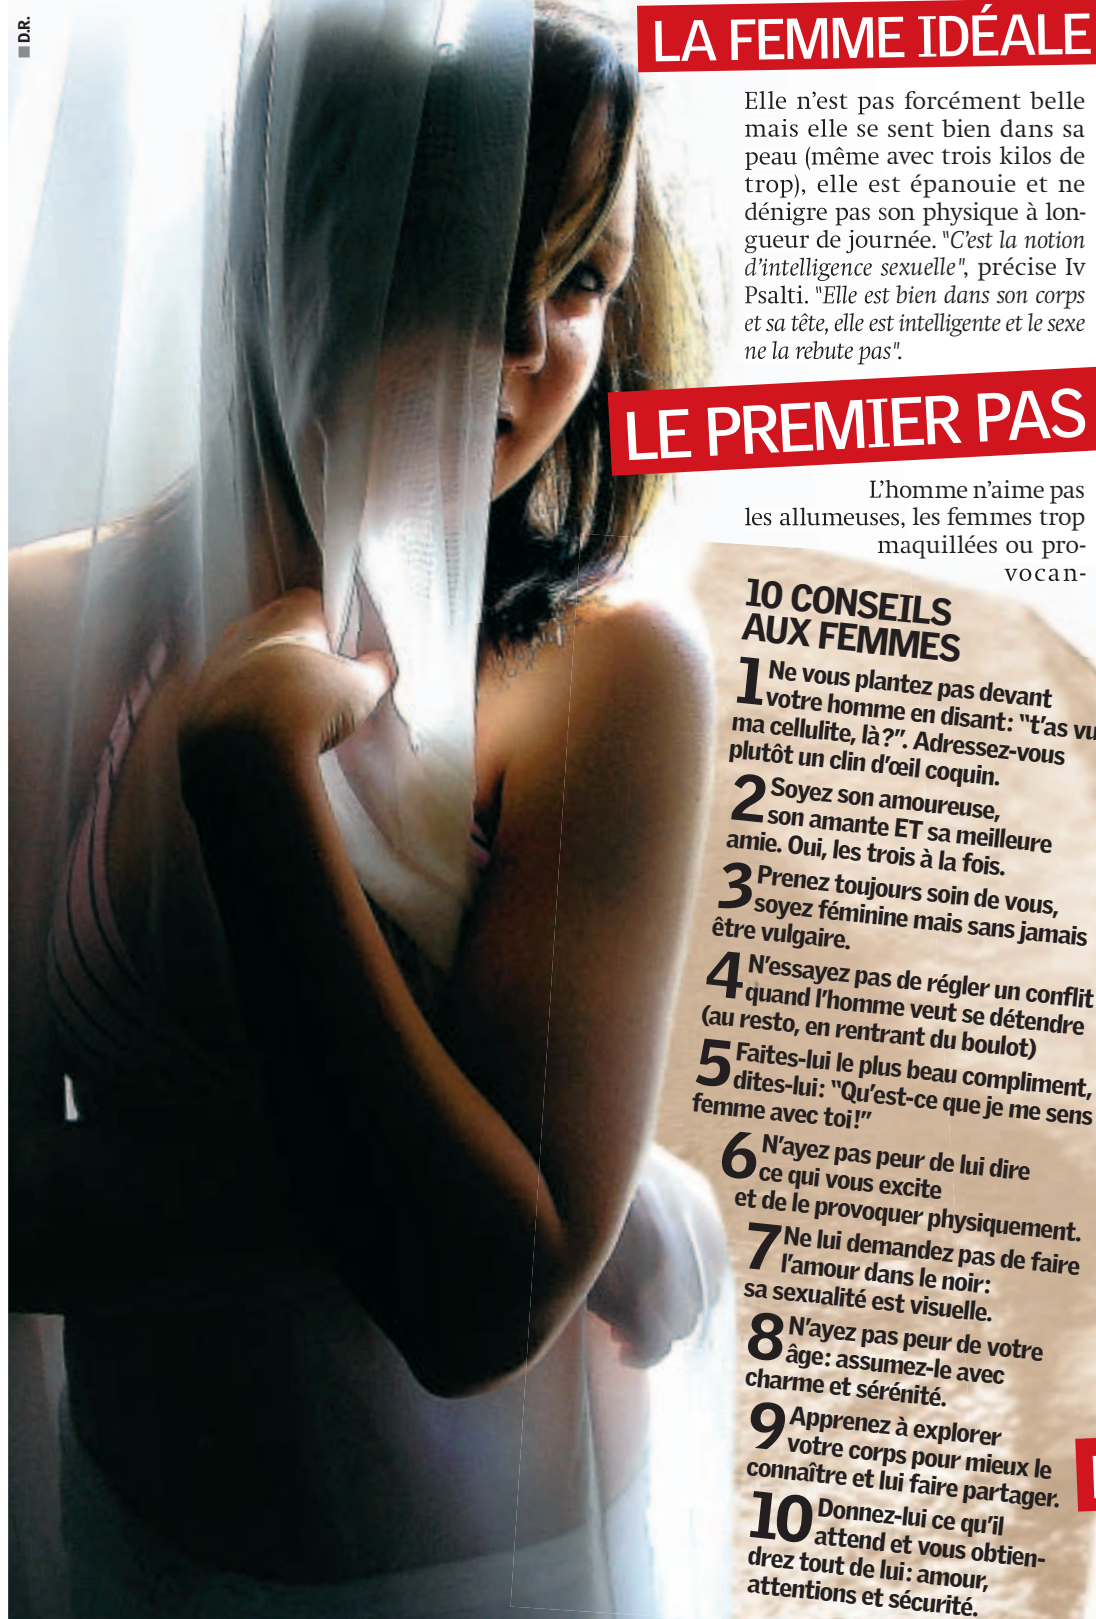 D.R.
LA FEMME IDÉALE
Elle n'est pas forcément belle
mais elle se sent bien dans sa
peau (même avec trois kilos de
trop), elle est épanouie et ne
dénigre pas son physique à lon-
gueur de journée. "C'est la notion
d'intelligence sexuelle", précise Iv
Psalti. "Elle est bien dans son corps
et sa tête, elle est intelligente et le sexe
ne la rebute pas".
LE PREMIER PAS
L'homme n'aime pas
les allumeuses, les femmes trop
maquillées ou pro-
vocan-
10 CONSEILS
AUX FEMMES
1 Ne vous plantez pas devant
votre homme en disant: "t'as vu
ma cellulite, là?". Adressez-vous
plutôt un clin d'œil coquin.
2 Soyez son amoureuse,
son amante ET sa meilleure
amie. Oui, les trois à la fois.
3 Prenez toujours soin de vous,
soyez féminine mais sans jamais
être vulgaire.
4 N'essayez pas de régler un conflit
quand l'homme veut se détendre
(au resto, en rentrant du boulot)
5 Faites-lui le plus beau compliment,
dites-lui: "Qu'est-ce que je me sens
femme avec toi!"
6 N'ayez pas peur de lui dire
ce qui vous excite
et de le provoquer physiquement.
7 Ne lui demandez pas de faire
l'amour dans le noir:
sa sexualité est visuelle.
8 N'ayez pas peur de votre
âge: assumez-le avec
charme et sérénité.
9 Apprenez à explorer
votre corps pour mieux le
connaître et lui faire partager.
10 Donnez-lui ce qu'il
attend et vous obtien-
drez tout de lui: amour,
attentions et sécurité.